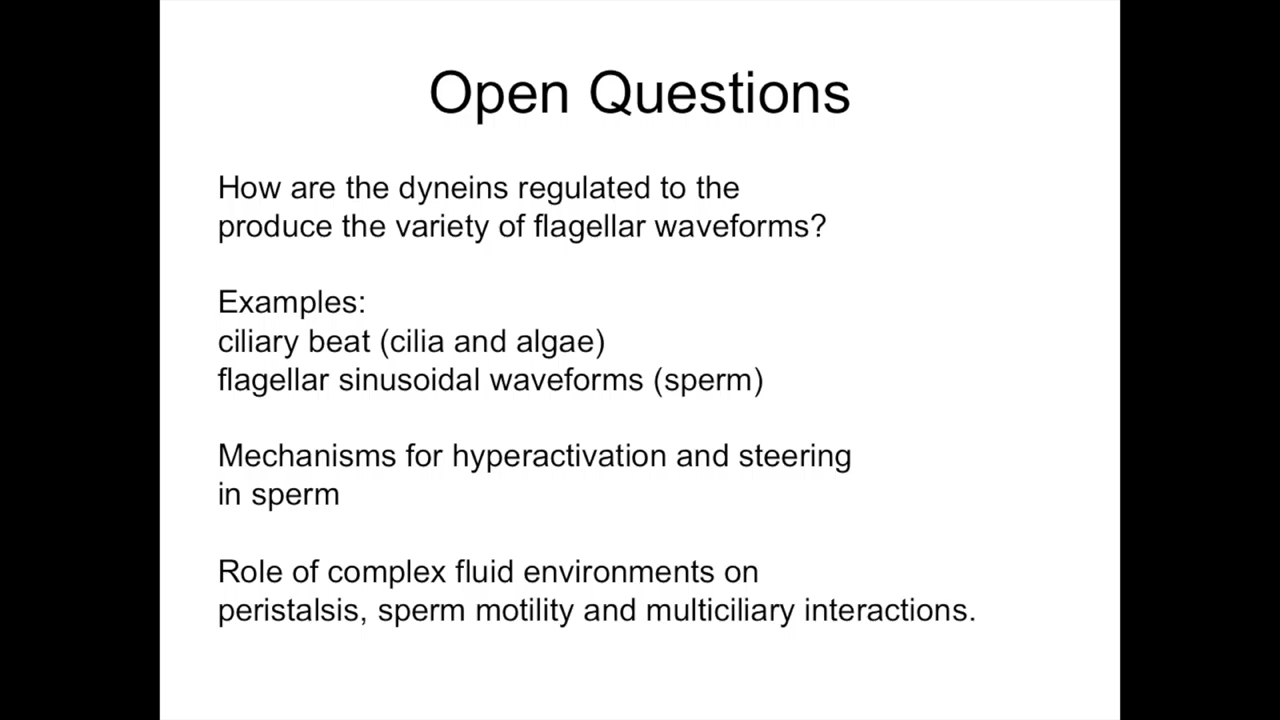 Open Questions
How are the dyneins regulated to the
produce the variety of flagellar waveforms?
Examples:
ciliary beat (cilia and algae)
flagellar sinusoidal waveforms (sperm)
Mechanisms for hyperactivation and steering
in sperm
Role of complex fluid environments on
peristalsis, sperm motility and multiciliary interactions.